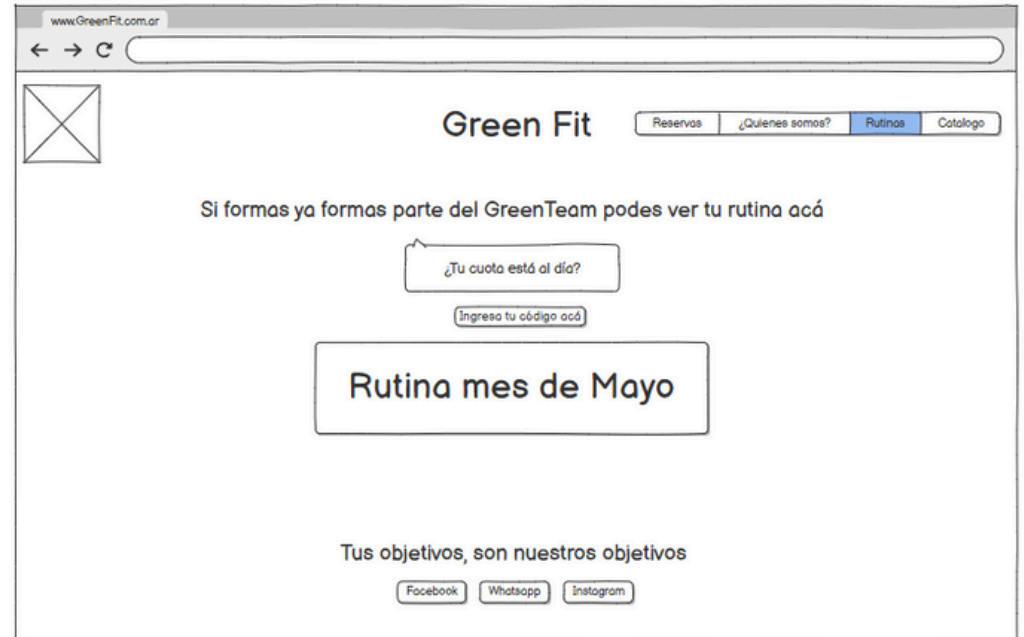 www.GreenFit.com.ar
Green Fit
Reservas
¿Quienes somos?
Rutinas
Catalogo
Si formas ya formas parte del GreenTeam podes ver tu rutina acá
¿Tu cuota está al día?
Ingresa tu código acá
Rutina mes de Mayo
Tus objetivos, son nuestros objetivos
Facebook
Whatsapp
Instagram